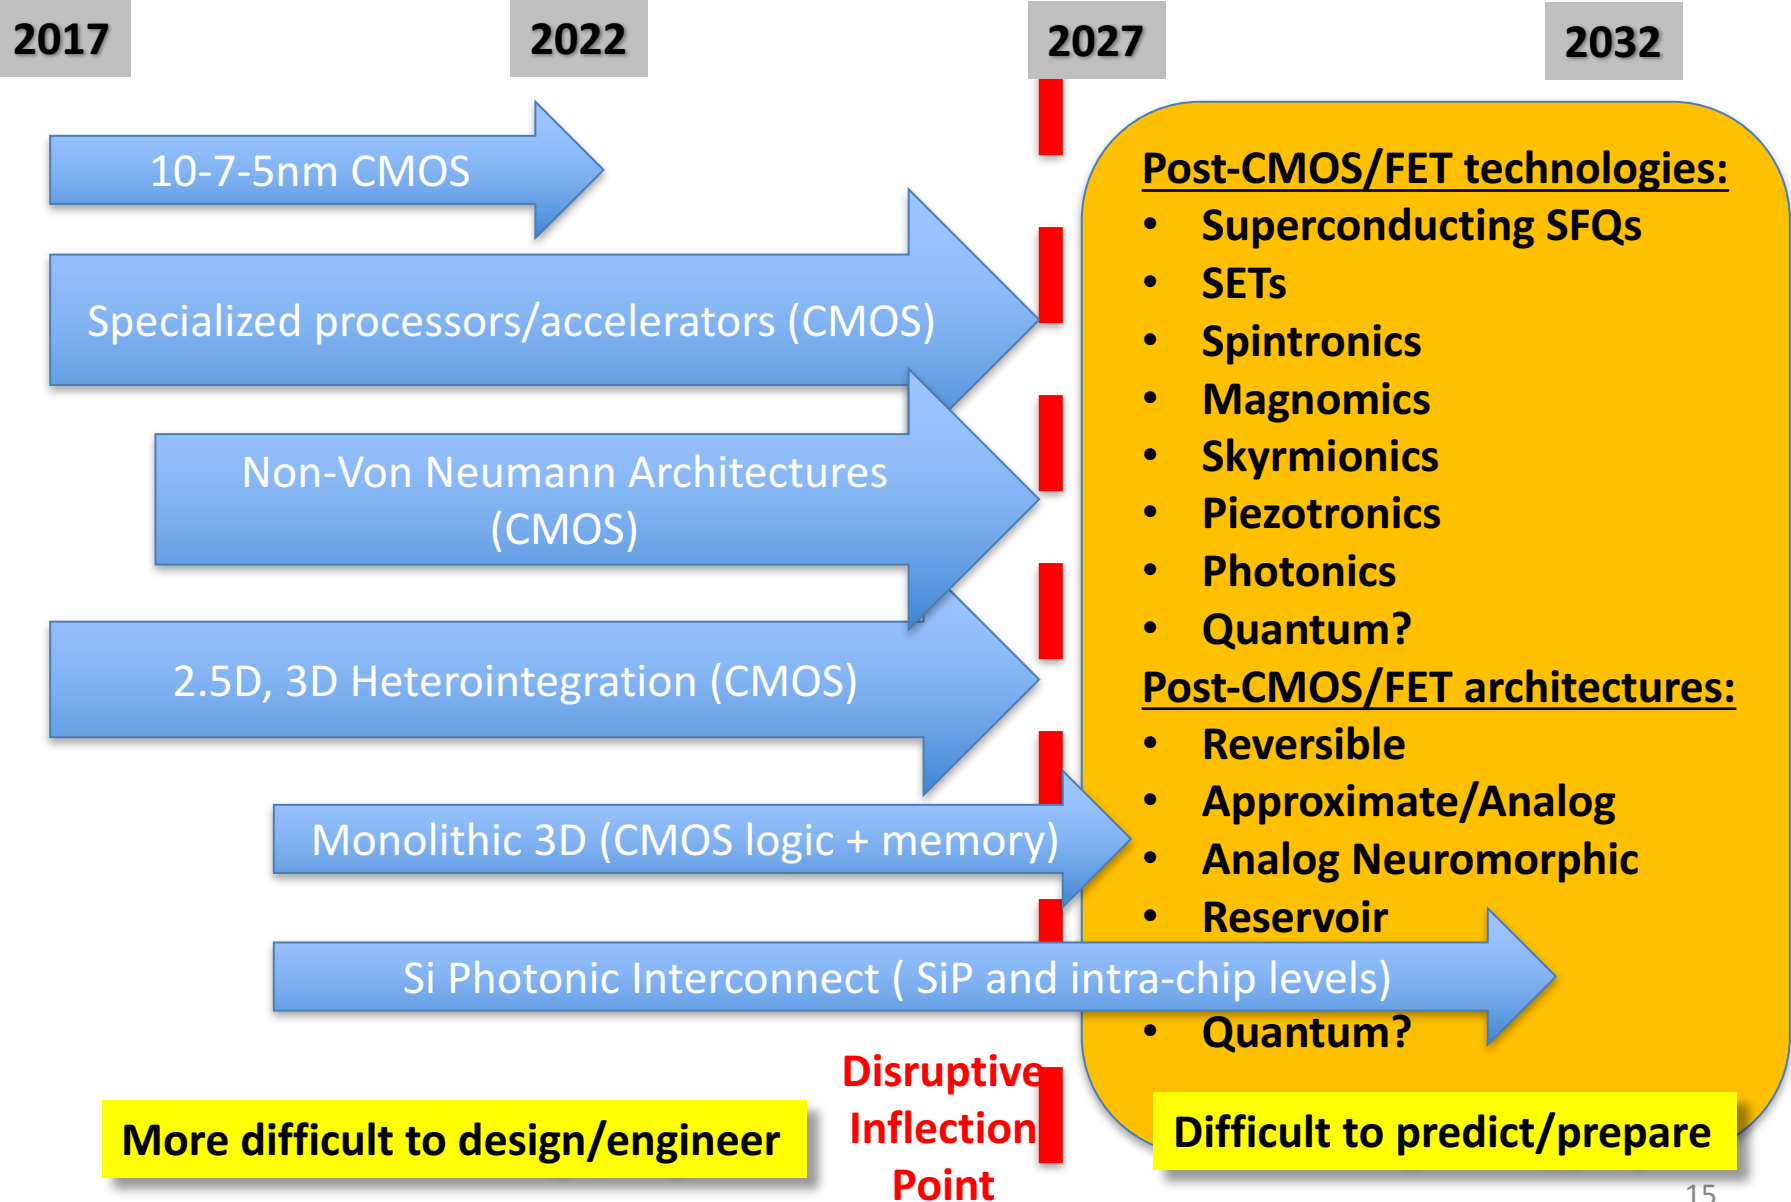 2017
2022
2027
2032
10-7-5nm CMOS
Specialized processors/accelerators (CMOS)
Non-Von Neumann Architectures
(CMOS)
2.5D, 3D Heterointegration (CMOS)
Monolithic 3D (CMOS logic + memory)
Si Photonic Interconnect ( SiP and intra-chip levels)
Post-CMOS/FET technologies:
• Superconducting SFQs
• SETs
• Spintronics
• Magnomics
• Skyrmionics
• Piezotronics
• Photonics
• Quantum?
Post-CMOS/FET architectures:
• Reversible
• Approximate/Analog
• Analog Neuromorphic
• Reservoir
• Quantum?
Disruptive
Inflection
Point
More difficult to design/engineer
Difficult to predict/prepare
15